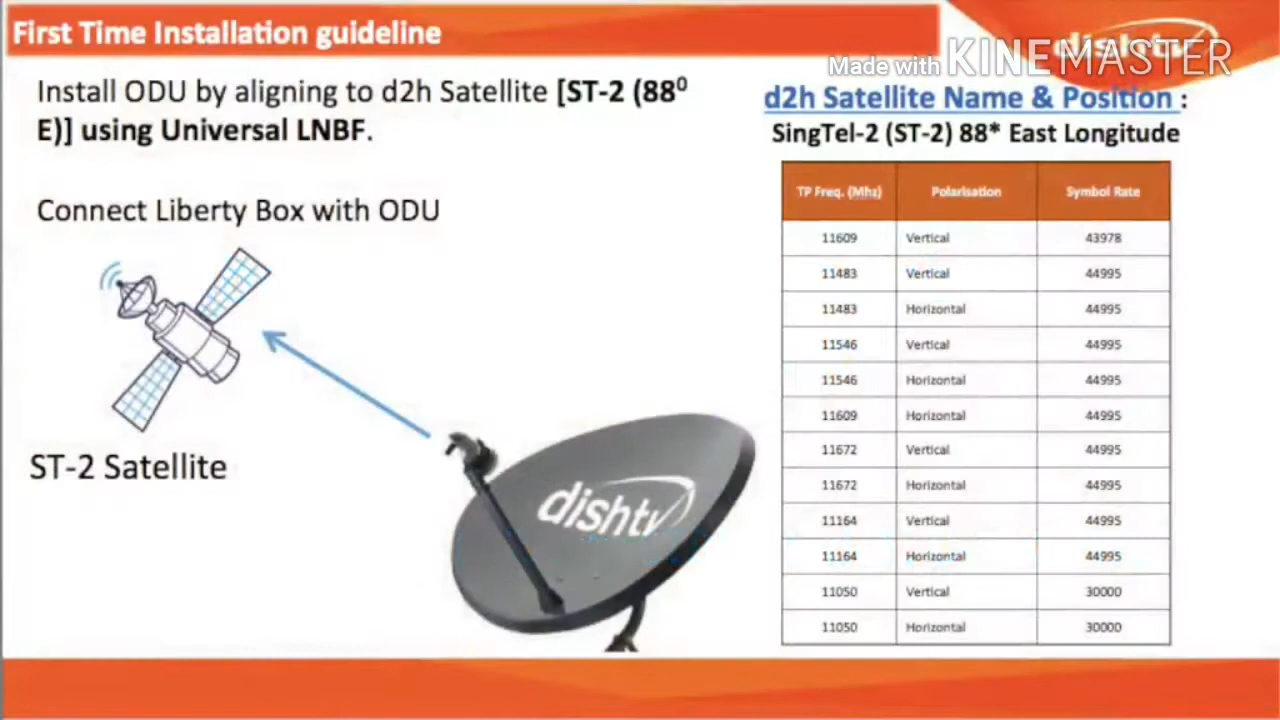 First Time Installation guideline
dishtv
Made with KINEMASTER
Install ODU by aligning to d2h Satellite [ST-2 (88⁰
E)] using Universal LNBF.
Connect Liberty Box with ODU
ST-2 Satellite
dishtv
d2h Satellite Name & Position :
SingTel-2 (ST-2) 88* East Longitude
TP Freq. (Mhz) Polarisation Symbol Rate
11609 Vertical 43978
11483 Vertical 44995
11483 Horizontal 44995
11546 Vertical 44995
11546 Horizontal 44995
11609 Horizontal 44995
11672 Vertical 44995
11672 Horizontal 44995
11164 Vertical 44995
11164 Horizontal 44995
11050 Vertical 30000
11050 Horizontal 30000